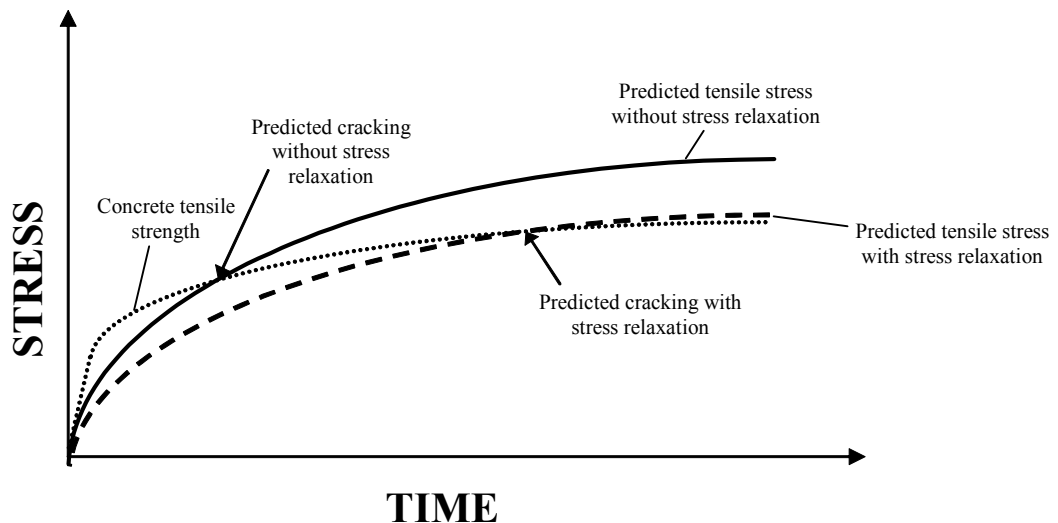 Predicted tensile stress
without stress relaxation
Predicted cracking
without stress
relaxation
Concrete tensile
strength
Predicted tensile stress
with stress relaxation
Predicted cracking with
stress relaxation
STRESS
TIME